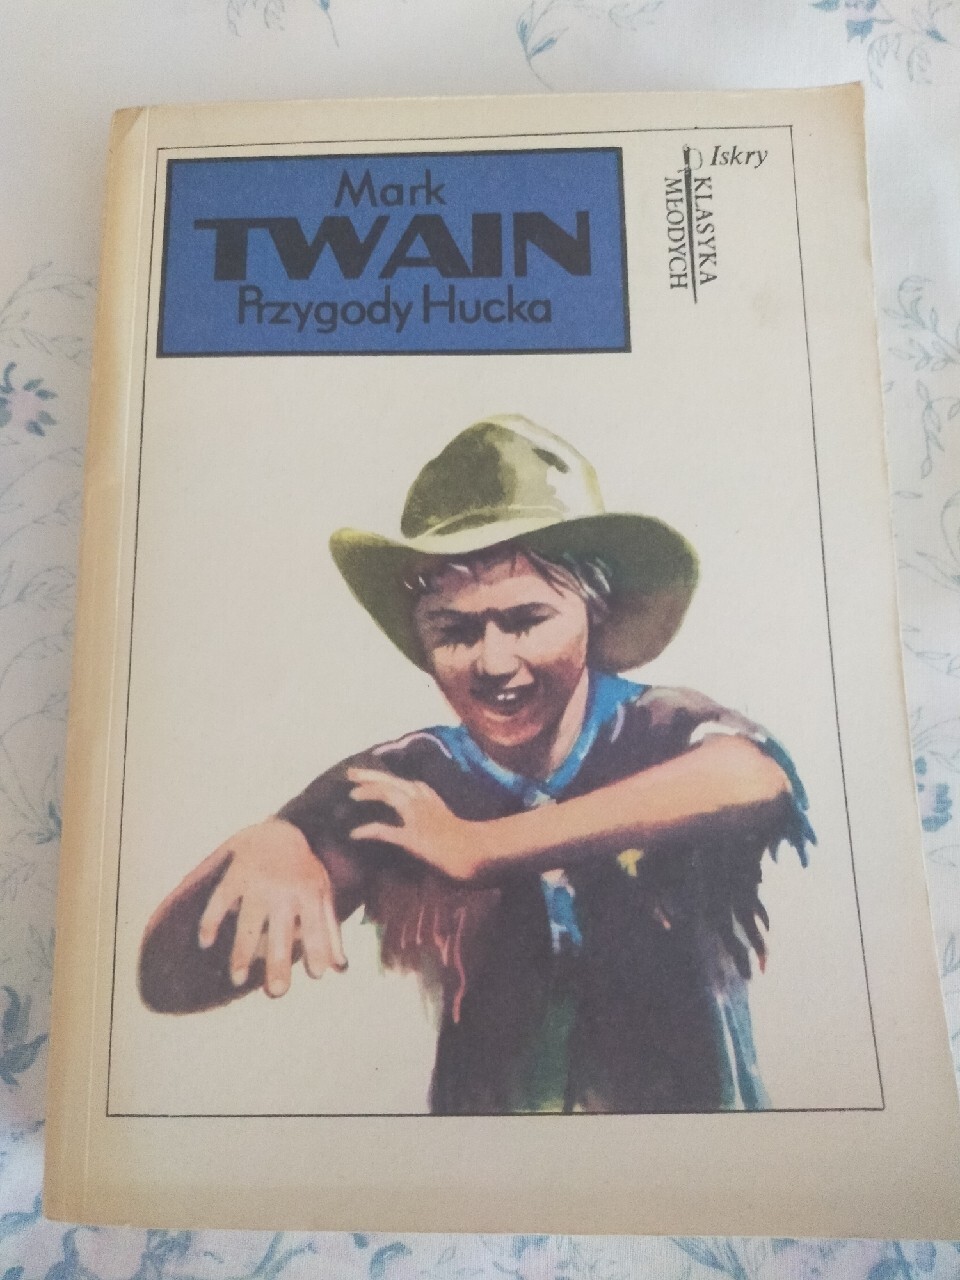 Mark
TWAIN
Przygody Hucka
Iskry
KLASYKA
MŁODYCH